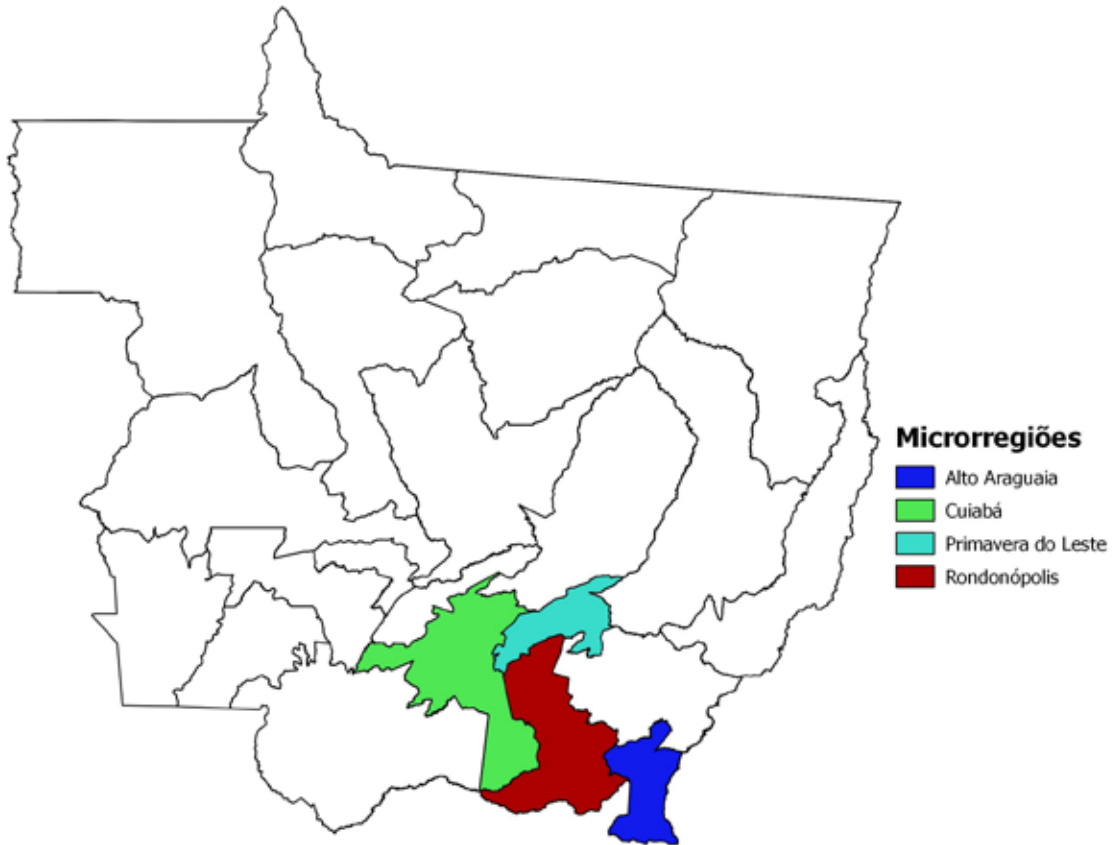 Microrregiões
Alto Araguaia
Cuiabá
Primavera do Leste
Rondonópolis